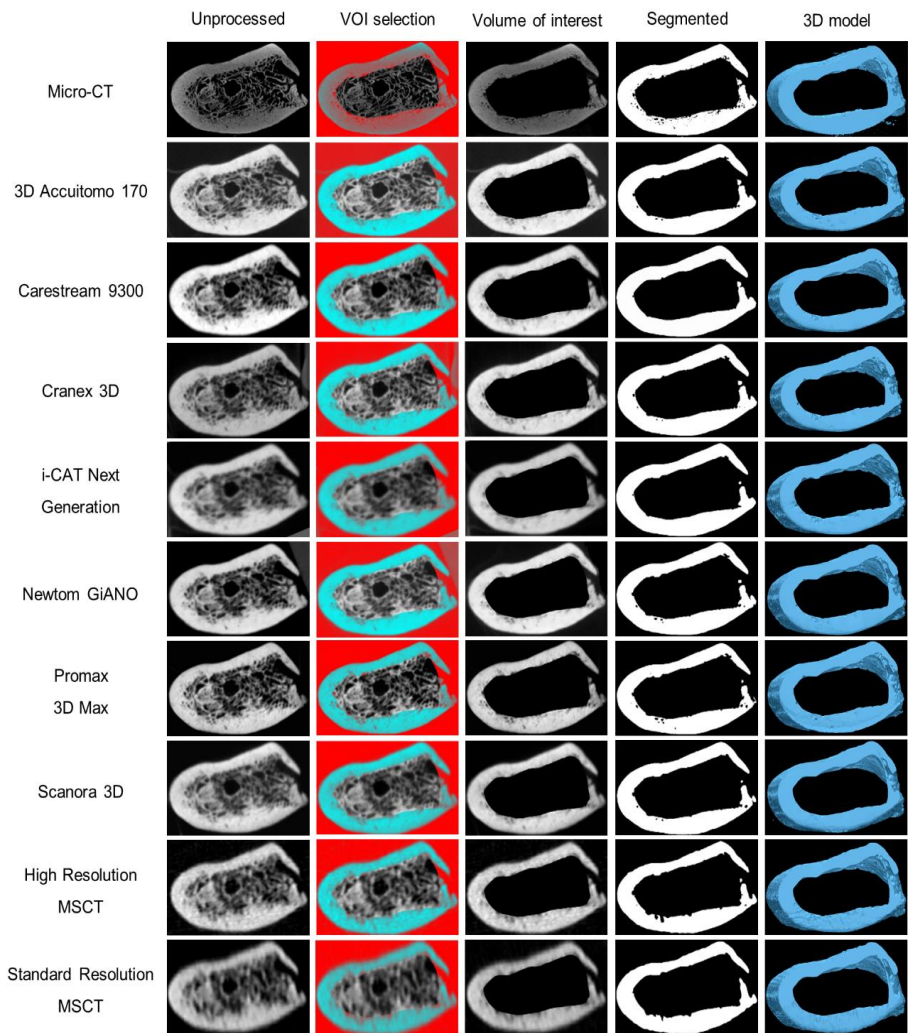 Unprocessed VOI selection Volume of interest Segmented 3D model
Micro-CT
3D Accuitomo 170
Carestream 9300
Cranex 3D
i-CAT Next
Generation
Newtom GiANO
Promax
3D Max
Scanora 3D
High Resolution
MSCT
Standard Resolution
MSCT